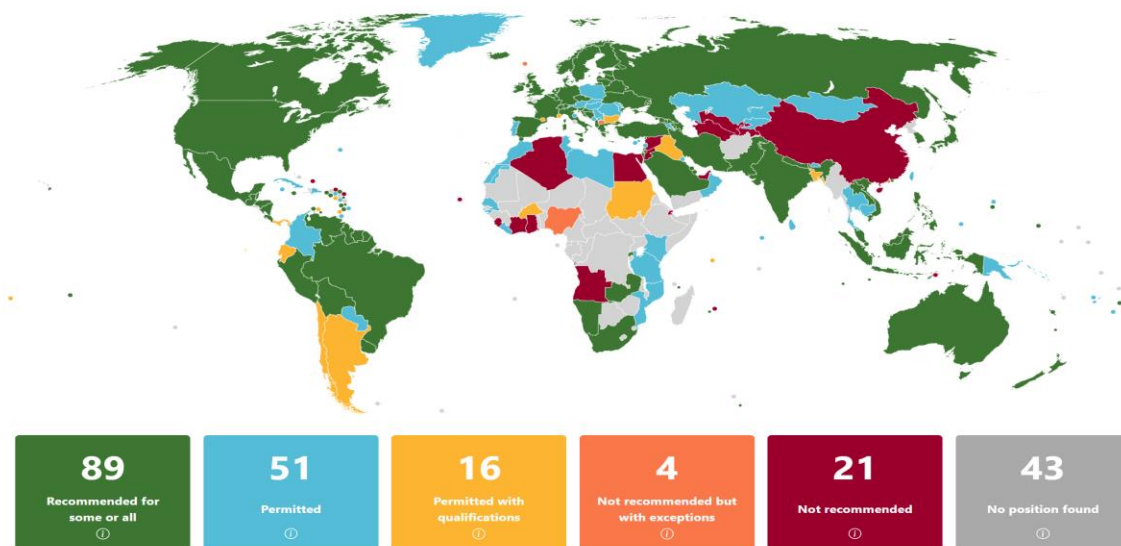 89
Recommended for
some or all
51
Permitted
16
Permitted with
qualifications
4
Not recommended but
with exceptions
21
Not recommended
43
No position found